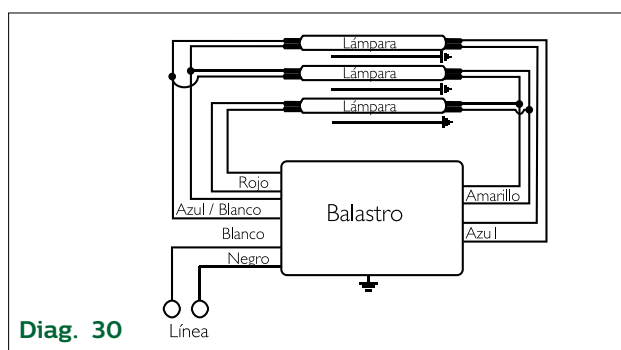 Lámpara
Lámpara
Lámpara
Rojo
Azul / Blanco
Blanco
Negro
Balastro
Amarillo
Azul
Línea
Diag. 30